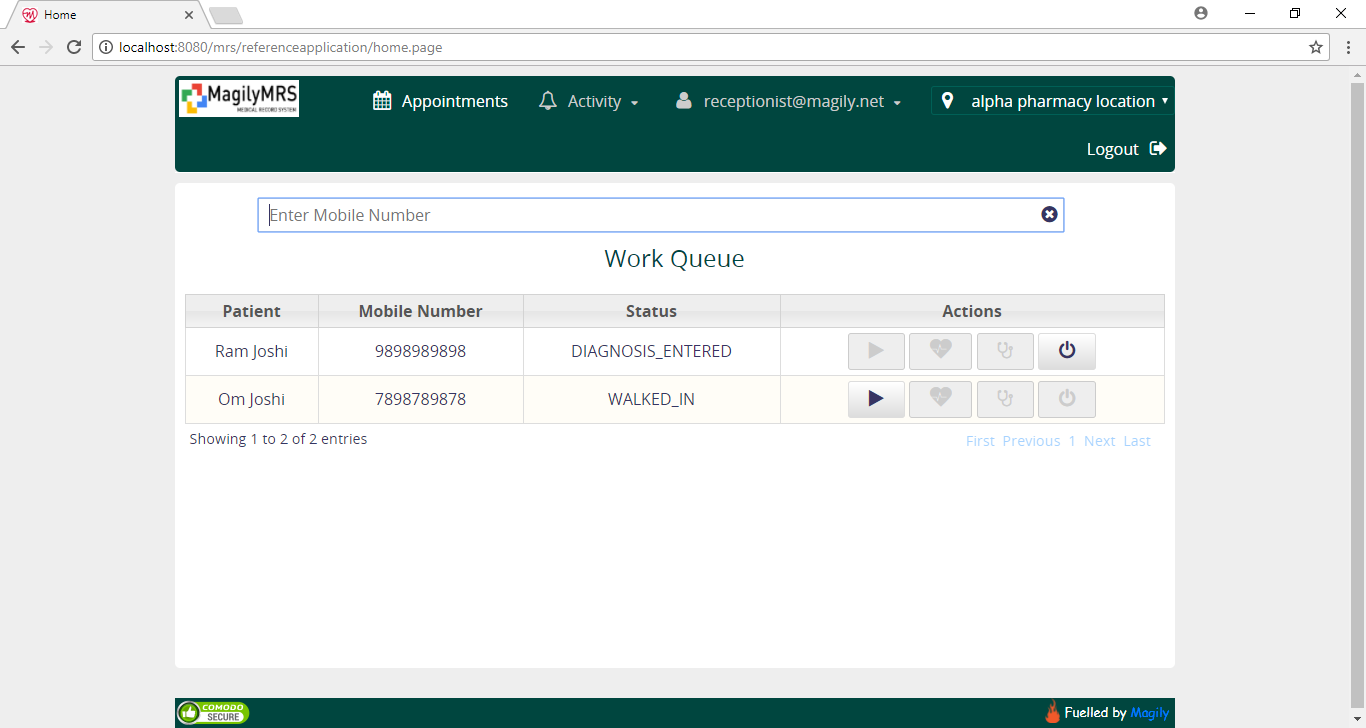 Home
localhost:8080/mrs/referenceapplication/home.page
MagilyMRS
MEDICAL RECORD SYSTEM
Appointments Activity receptionist@magily.net alpha pharmacy location
Logout
Enter Mobile Number
Work Queue
Patient Mobile Number Status Actions
Ram Joshi 9898989898 DIAGNOSIS_ENTERED
Om Joshi 7898789878 WALKED_IN
Showing 1 to 2 of 2 entries First Previous 1 Next Last
COMODO
SECURE
Fuelled by Magily